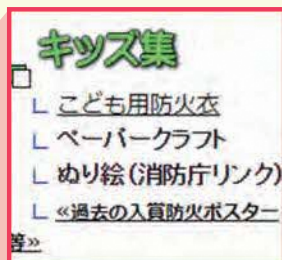 キッズ集
こども用防火衣
ペーパークラフト
ぬり絵(消防庁リンク)
≪過去の入賞防火ポスター
等≫